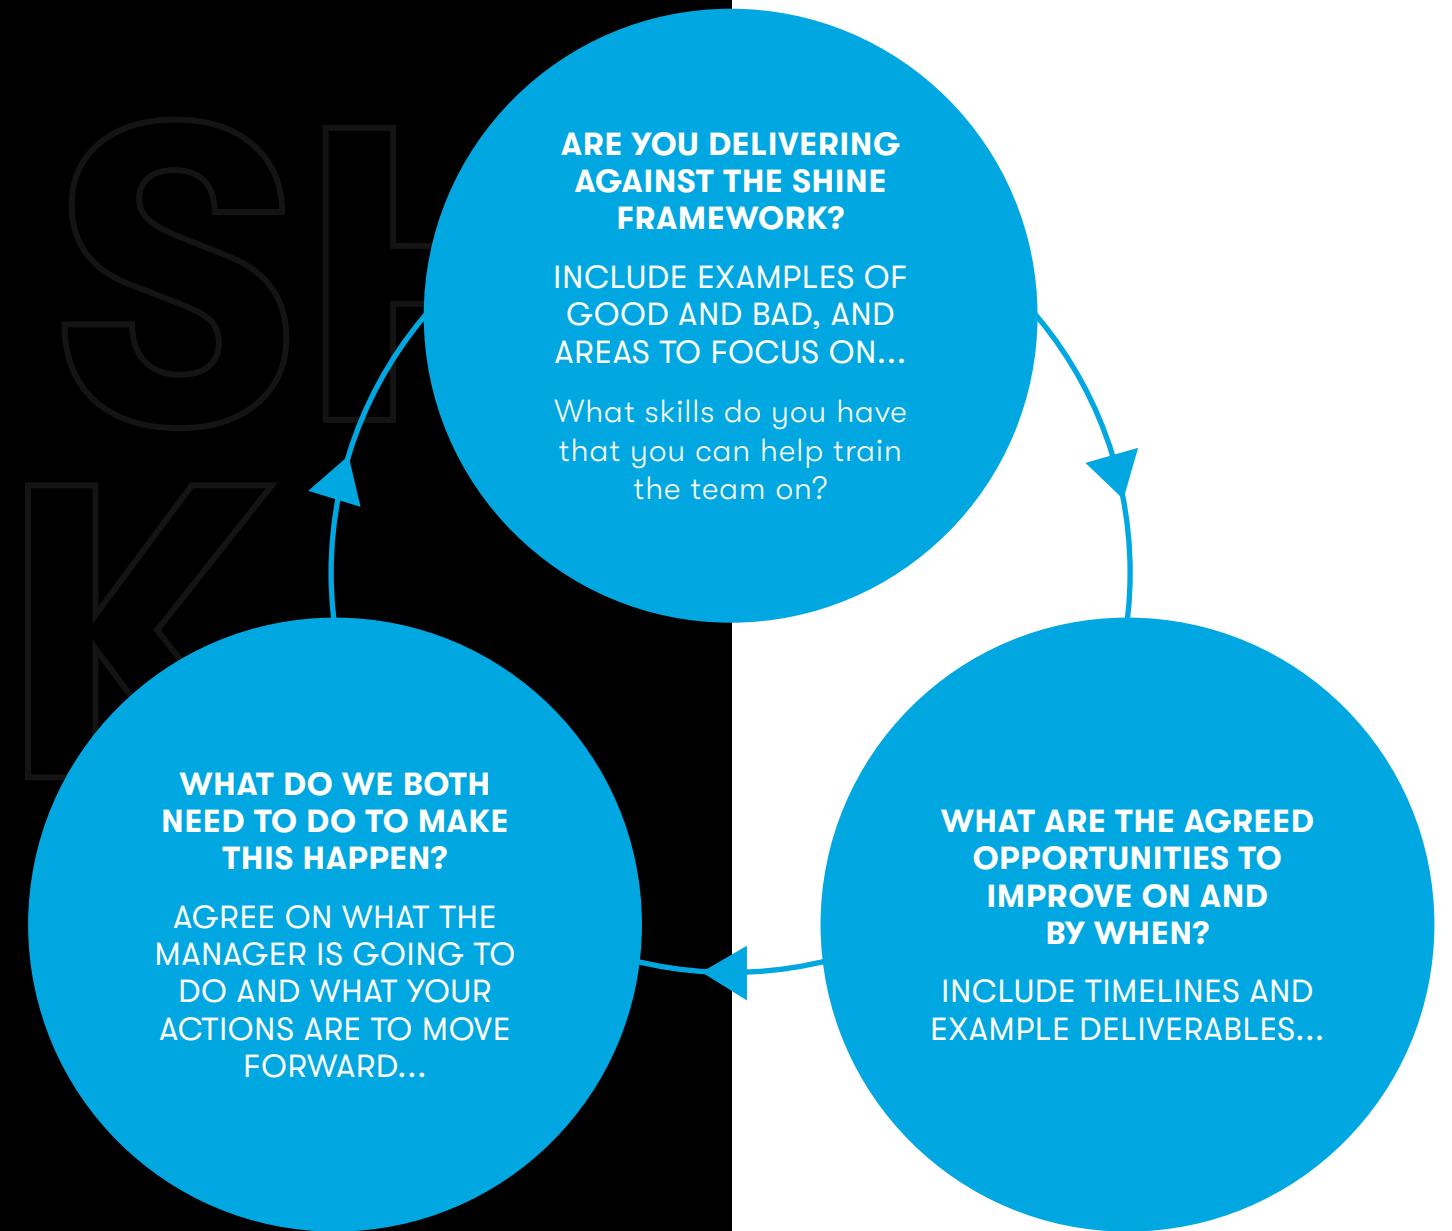 SH
K
ARE YOU DELIVERING
AGAINST THE SHINE
FRAMEWORK?
INCLUDE EXAMPLES OF
GOOD AND BAD, AND
AREAS TO FOCUS ON...
What skills do you have
that you can help train
the team on?
WHAT ARE THE AGREED
OPPORTUNITIES TO
IMPROVE ON AND
BY WHEN?
INCLUDE TIMELINES AND
EXAMPLE DELIVERABLES...
WHAT DO WE BOTH
NEED TO DO TO MAKE
THIS HAPPEN?
AGREE ON WHAT THE
MANAGER IS GOING TO
DO AND WHAT YOUR
ACTIONS ARE TO MOVE
FORWARD...